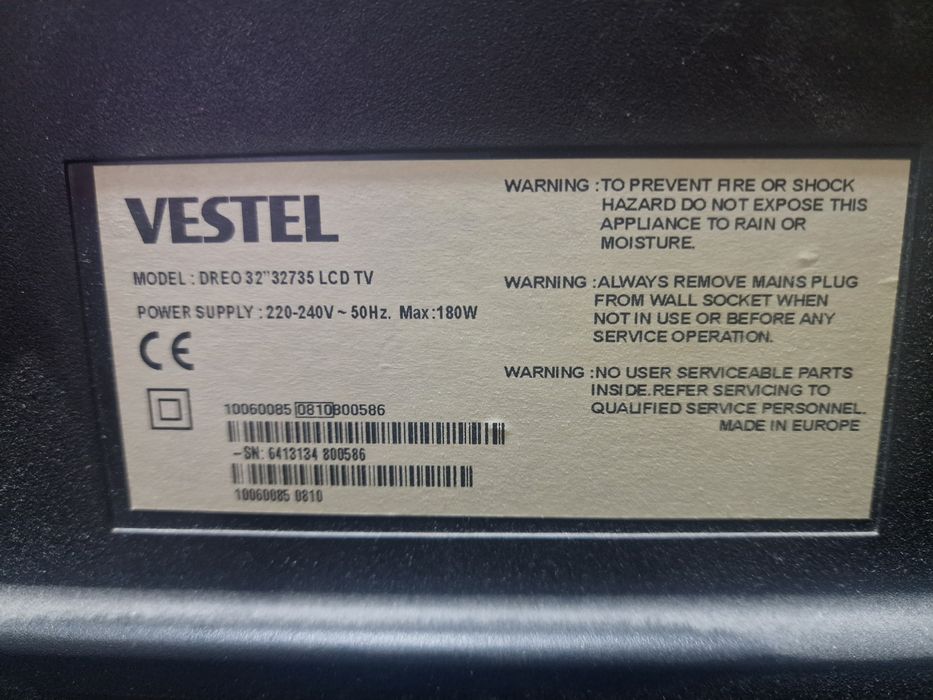 VESTEL
MODEL : DREO 32"32735 LCD TV
POWER SUPPLY : 220-240V ~ 50Hz. Max:180W
CE
10060085 0810B00586
-SN: 6413134 800586
10060085 0810
WARNING :TO PREVENT FIRE OR SHOCK
HAZARD DO NOT EXPOSE THIS
APPLIANCE TO RAIN OR
MOISTURE.
WARNING :ALWAYS REMOVE MAINS PLUG
FROM WALL SOCKET WHEN
NOT IN USE OR BEFORE ANY
SERVICE OPERATION.
WARNING :NO USER SERVICEABLE PARTS
INSIDE.REFER SERVICING TO
QUALIFIED SERVICE PERSONNEL.
MADE IN EUROPE